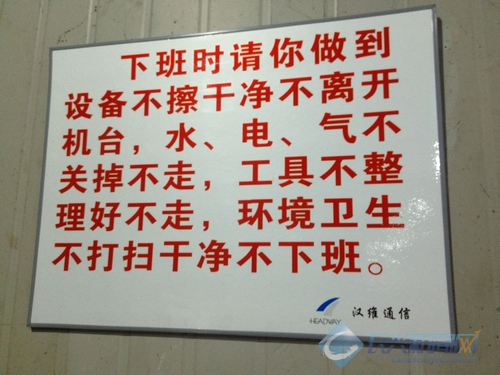 下班时请你做到
设备不擦干净不离开
机台，水、电、气不
关掉不走，工具不整
理好不走，环境卫生
不打扫干净不下班。
HEADWAY 汉维通信